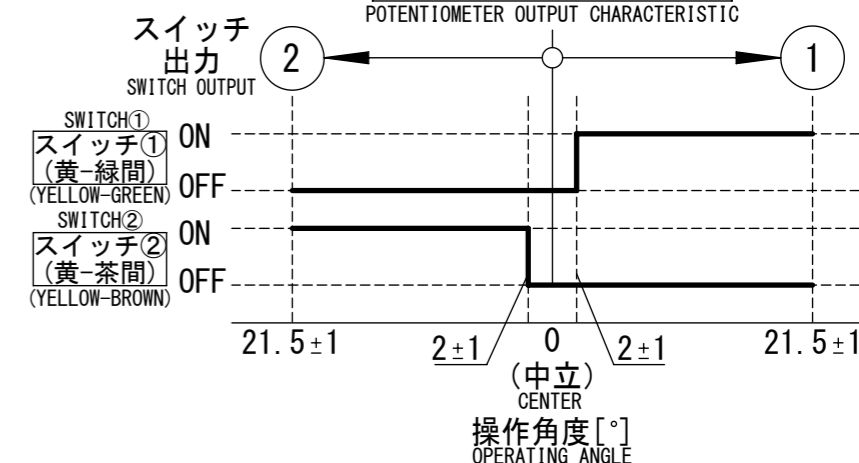 POTENTIOMETER OUTPUT CHARACTERISTIC
スイッチ
出力
SWITCH OUTPUT
2
1
SWITCH①
スイッチ①
(黄-緑間)
(YELLOW-GREEN)
ON
OFF
SWITCH②
スイッチ②
(黄-茶間)
(YELLOW-BROWN)
ON
OFF
21.5±1
2±1
0
2±1
21.5±1
(中立)
CENTER
操作角度[°]
OPERATING ANGLE